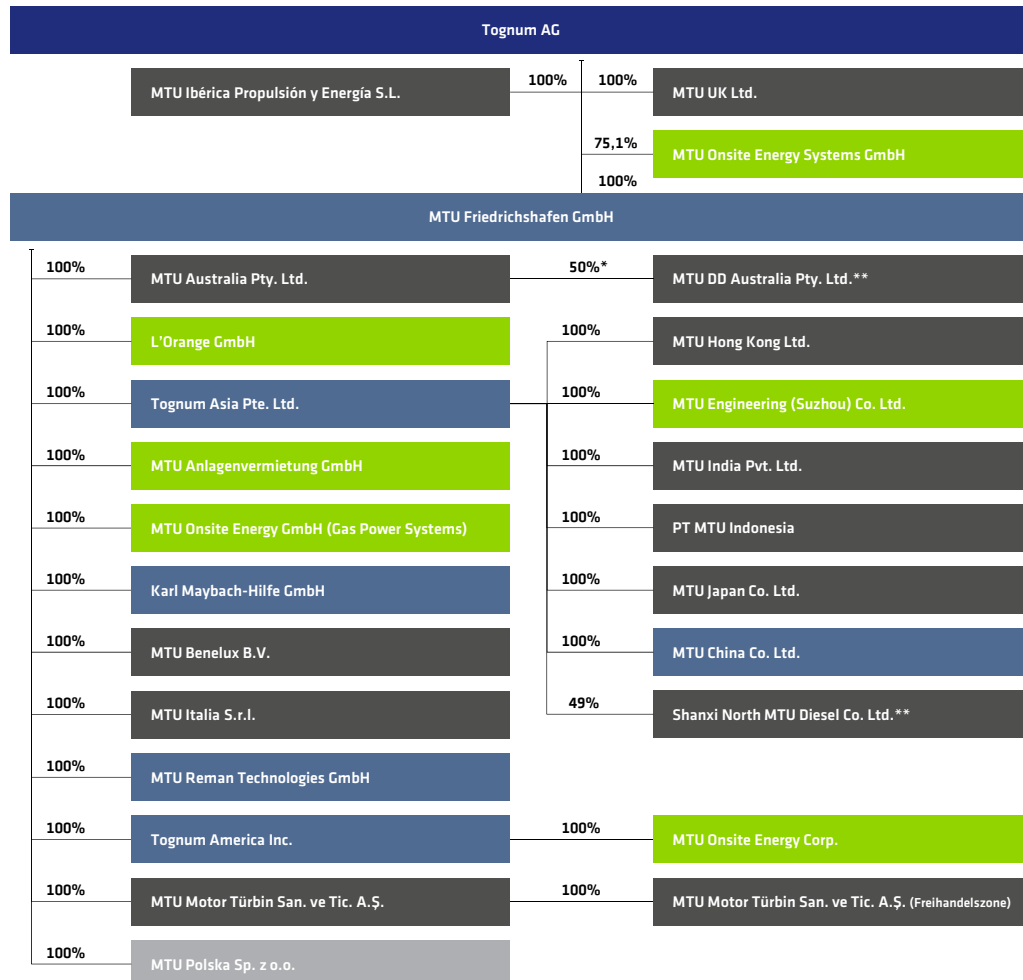 Tognum AG
MTU Ibérica Propulsión y Energía S.L.
100%
100%
MTU UK Ltd.
75,1%
MTU Onsite Energy Systems GmbH
100%
MTU Friedrichshafen GmbH
100%
MTU Australia Pty. Ltd.
50%*
MTU DD Australia Pty. Ltd.**
100%
L'Orange GmbH
100%
MTU Hong Kong Ltd.
100%
Tognum Asia Pte. Ltd.
100%
MTU Engineering (Suzhou) Co. Ltd.
100%
MTU Anlagenvermietung GmbH
100%
MTU India Pvt. Ltd.
100%
MTU Onsite Energy GmbH (Gas Power Systems)
100%
PT MTU Indonesia
100%
Karl Maybach-Hilfe GmbH
100%
MTU Japan Co. Ltd.
100%
MTU Benelux B.V.
100%
MTU China Co. Ltd.
100%
MTU Italia S.r.l.
49%
Shanxi North MTU Diesel Co. Ltd.**
100%
MTU Reman Technologies GmbH
100%
Tognum America Inc.
100%
MTU Onsite Energy Corp.
100%
MTU Motor Türbin San. ve Tic. A.Ş.
100%
MTU Motor Türbin San. ve Tic. A.Ş. (Freihandelszone)
100%
MTU Polska Sp. z o.o.